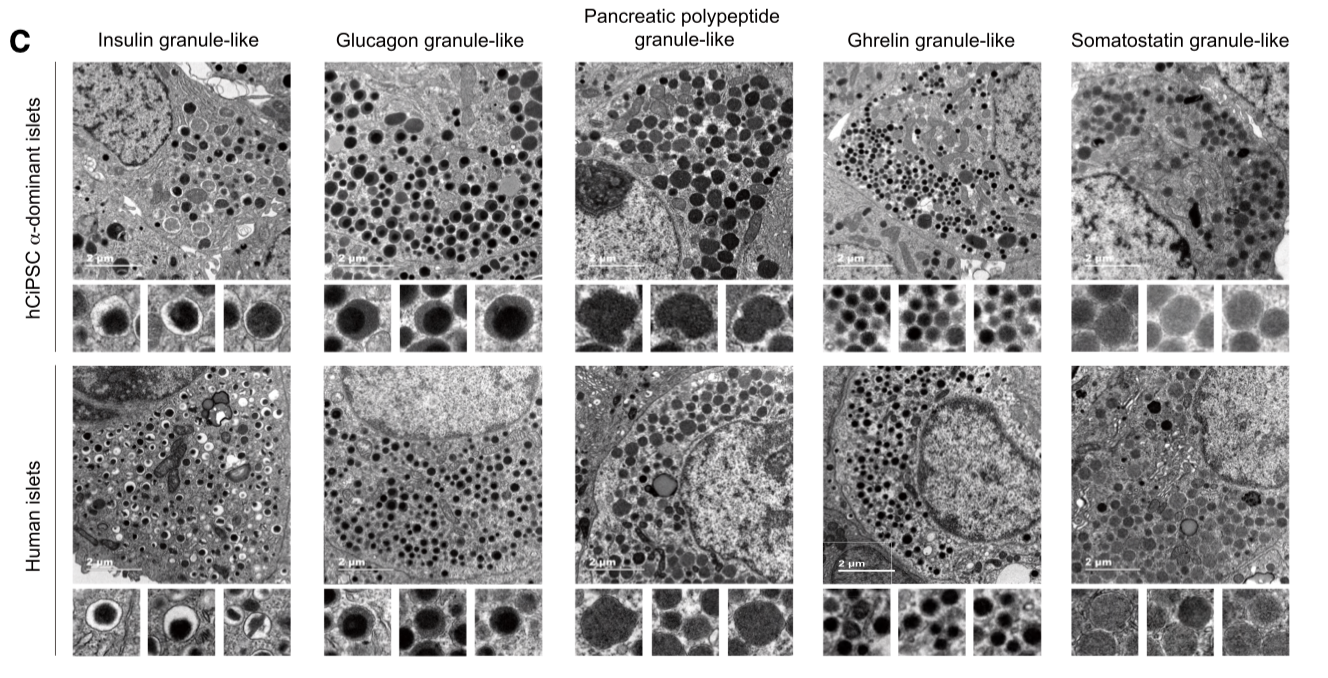 C
Insulin granule-like
Glucagon granule-like
Pancreatic polypeptide
granule-like
Ghrelin granule-like
Somatostatin granule-like
hCiPSC α-dominant islets
2 µm
2 µm
2 µm
2 µm
2 µm
Human islets
2 µm
2 µm
2 µm
2 µm
2 µm